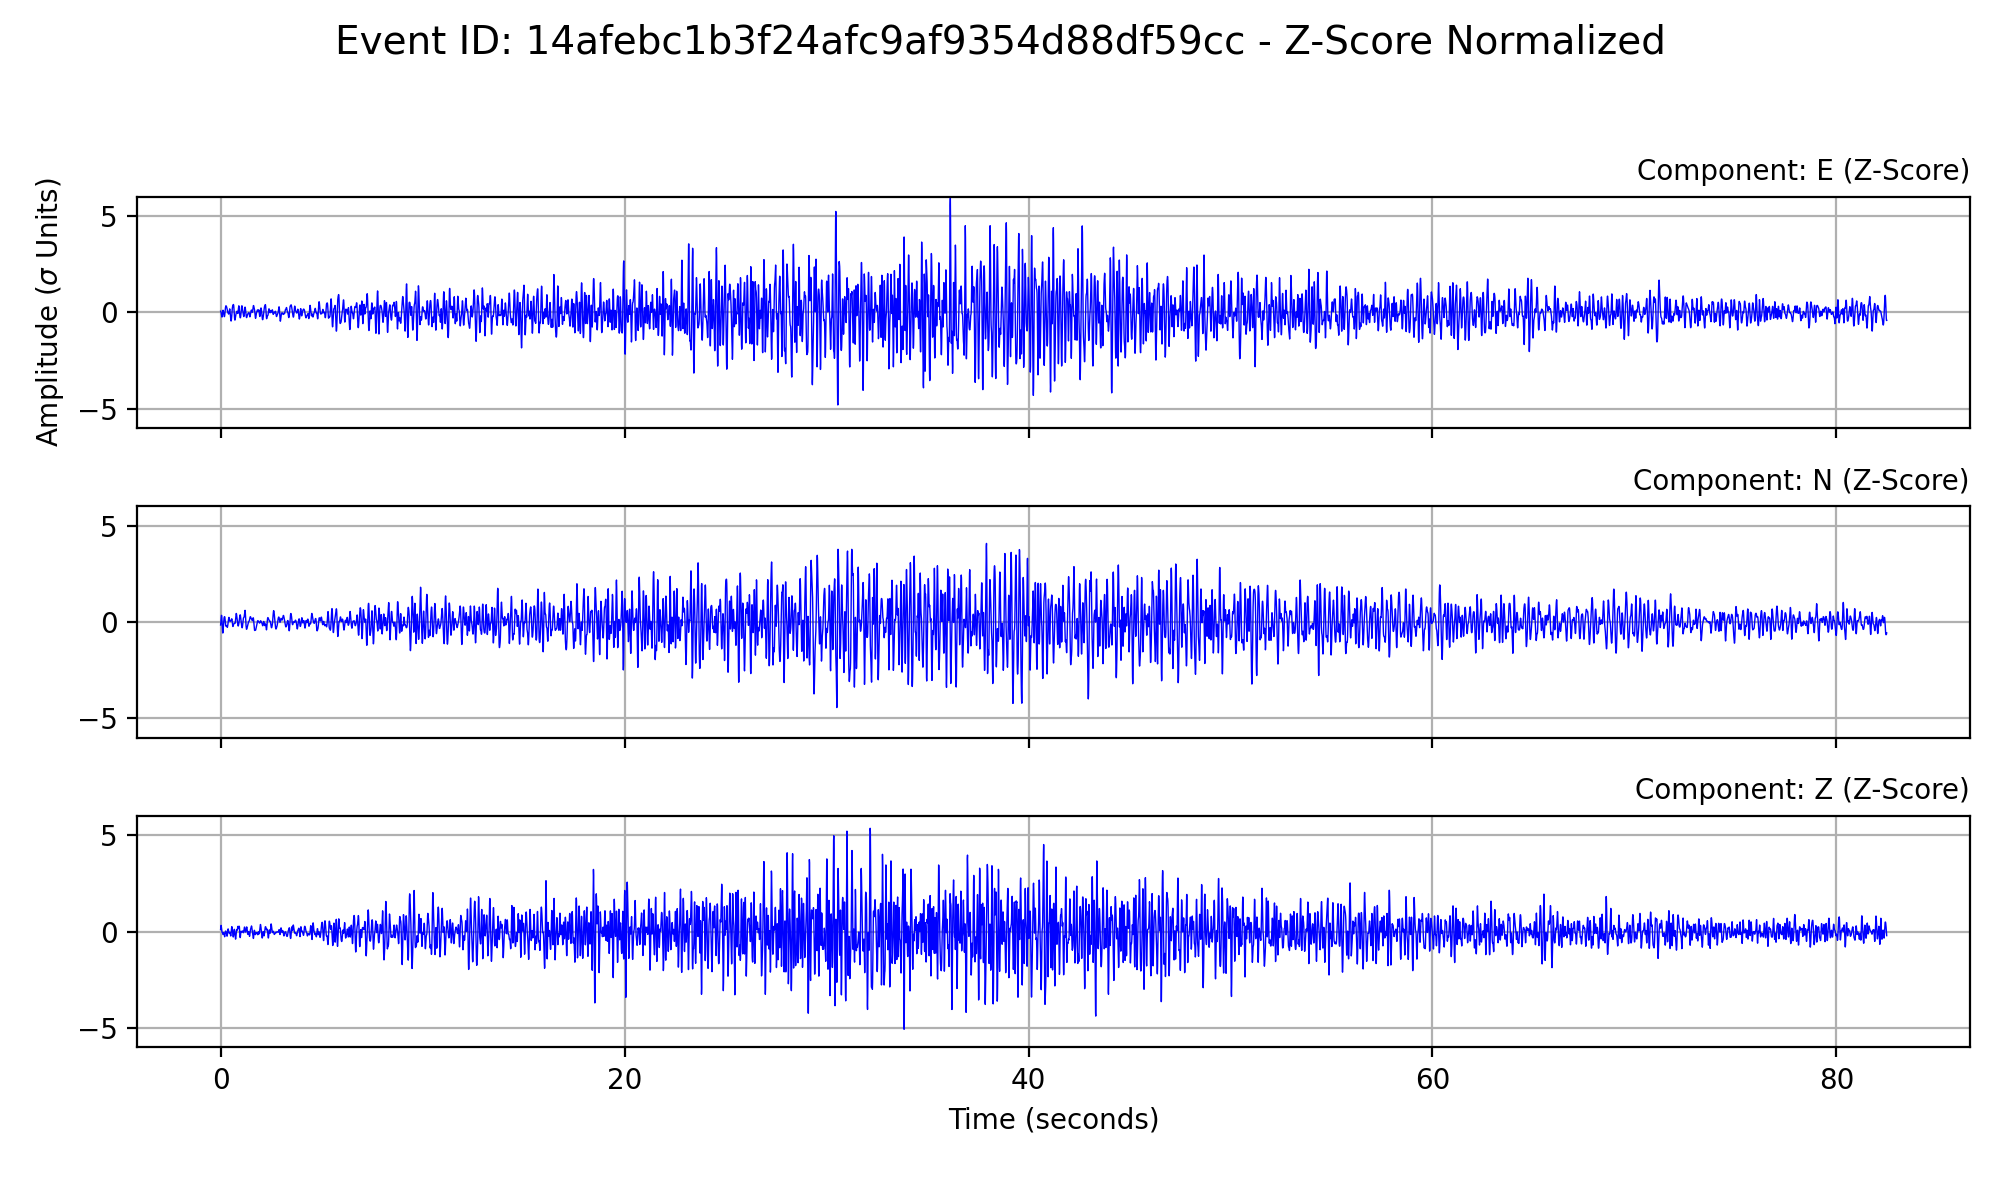 Event ID: 14afebc1b3f24afc9af9354d88df59cc - Z-Score Normalized
Component: E (Z-Score)
Amplitude (σ Units)
5
0
−5
Component: N (Z-Score)
5
0
−5
Component: Z (Z-Score)
5
0
−5
0 20 40 60 80
Time (seconds)